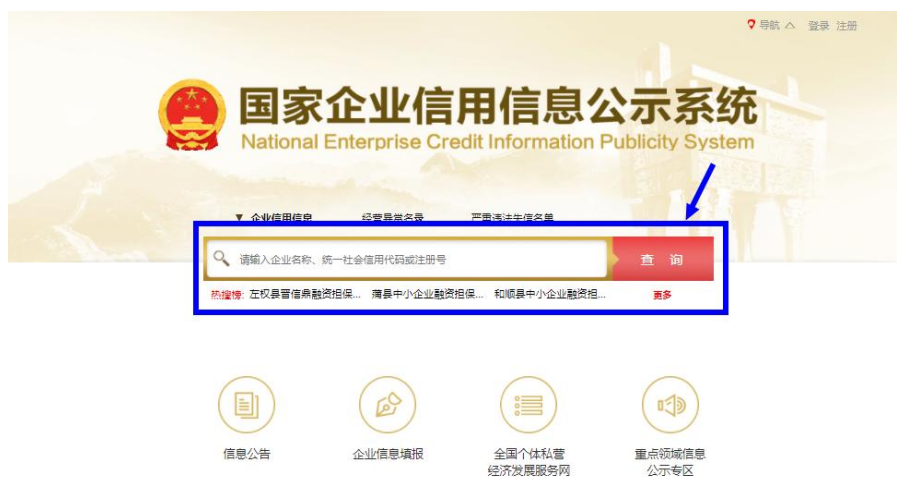 导航 登录 注册
国家企业信用信息公示系统
National Enterprise Credit Information Publicity System
企业信用信息 经营异常名录 严重违法失信名单
请输入企业名称、统一社会信用代码或注册号 查询
热搜榜: 左权县晋信鼎融资担保... 蒲县中小企业融资担保... 和顺县中小企业融资担... 更多
信息公告 企业信息填报 全国个体私营 重点领域信息
经济发展服务网 公示专区